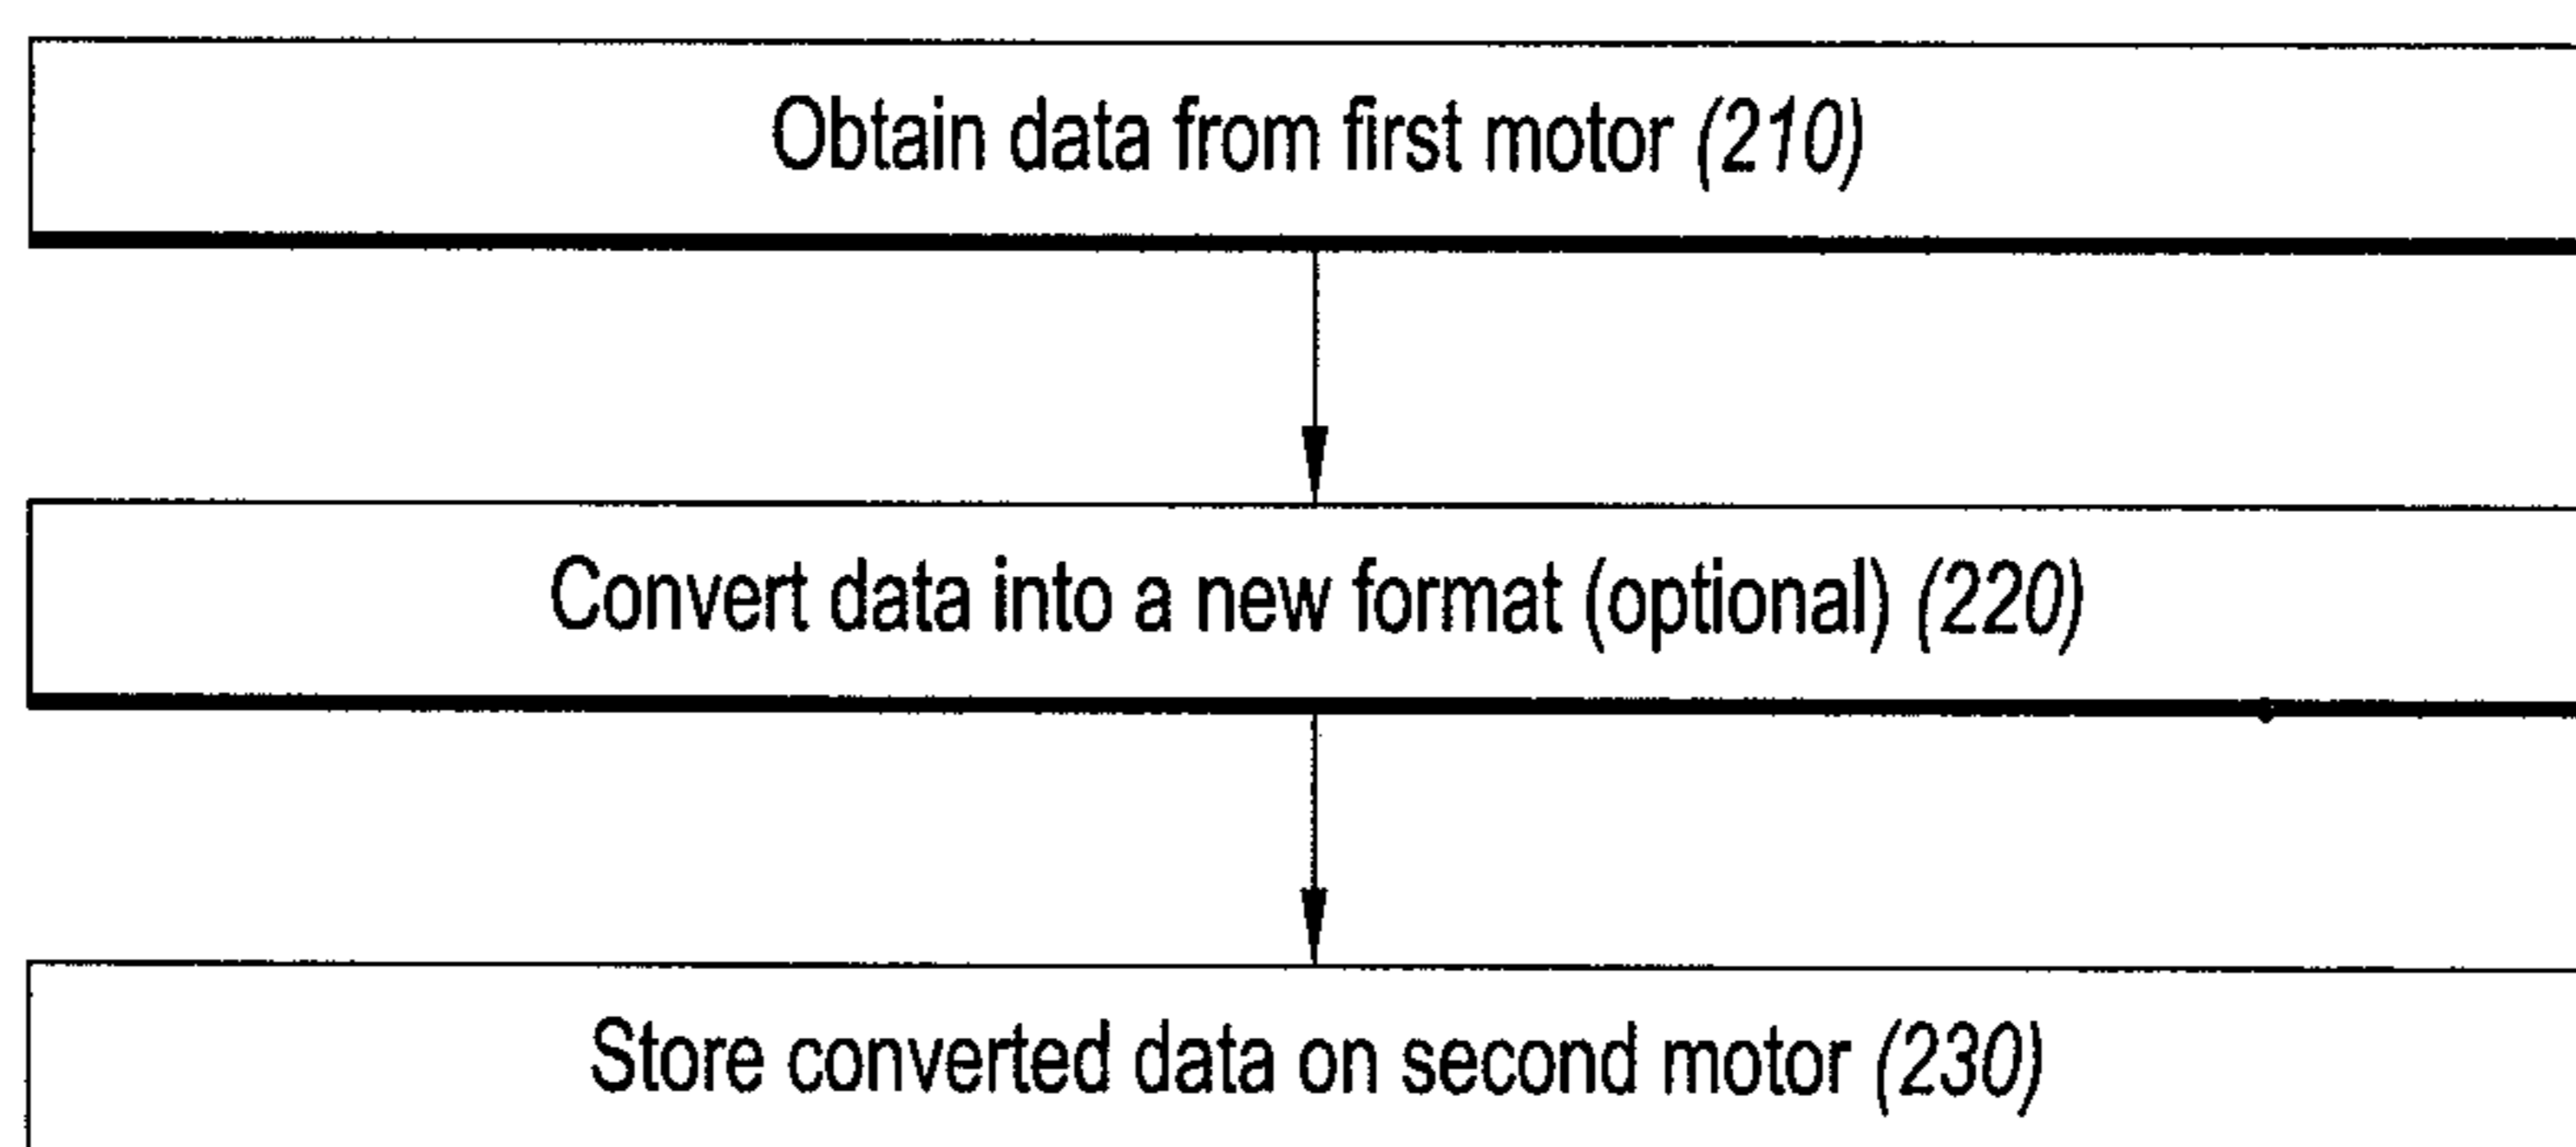 Obtain data from first motor (210)
Convert data into a new format (optional) (220)
Store converted data on second motor (230)